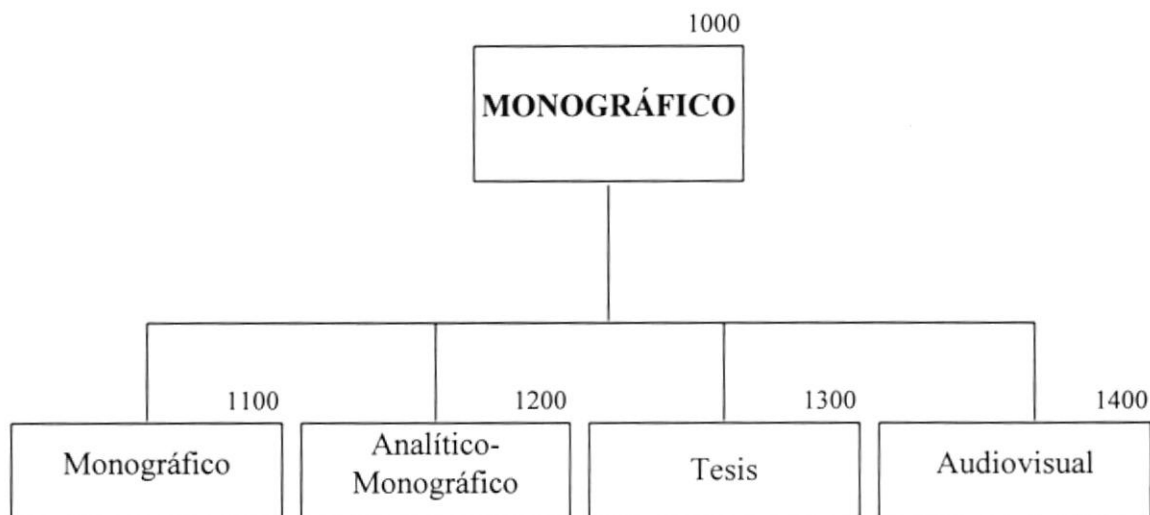 1000
MONOGRÁFICO
1100
1200
1300
1400
Monográfico
Analítico-
Monográfico
Tesis
Audiovisual